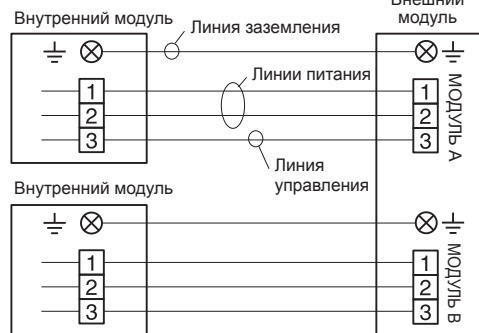 Внешний
модуль
Внутренний модуль
Линия заземления
Линии питания
1
2
3
1
2
3
МОДУЛЬ A
Линия
управления
Внутренний модуль
1
2
3
1
2
3
МОДУЛЬ B